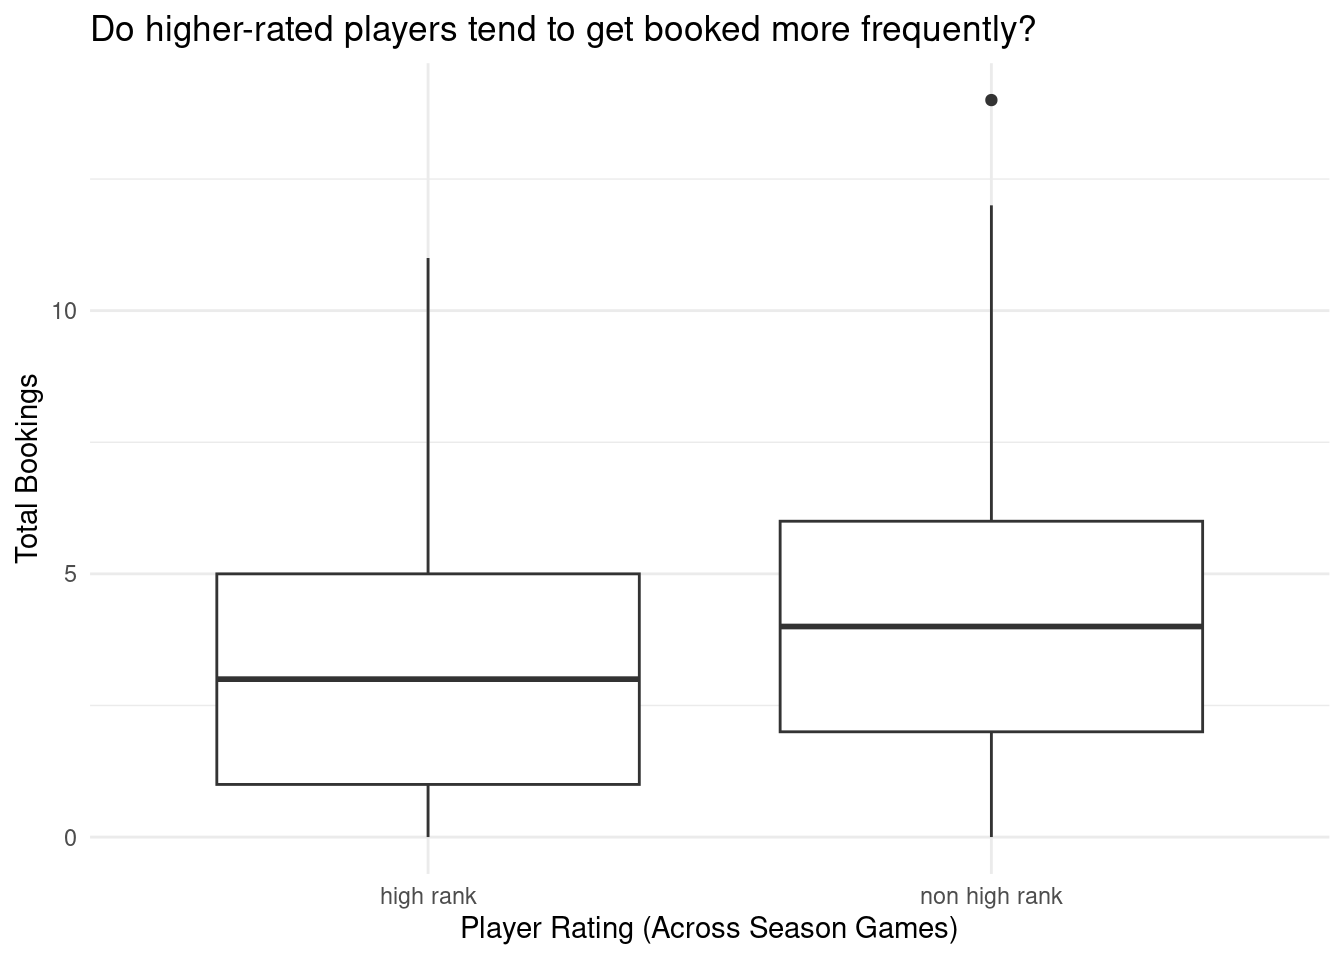 Do higher-rated players tend to get booked more frequently?
Total Bookings
10
5
0
high rank
non high rank
Player Rating (Across Season Games)